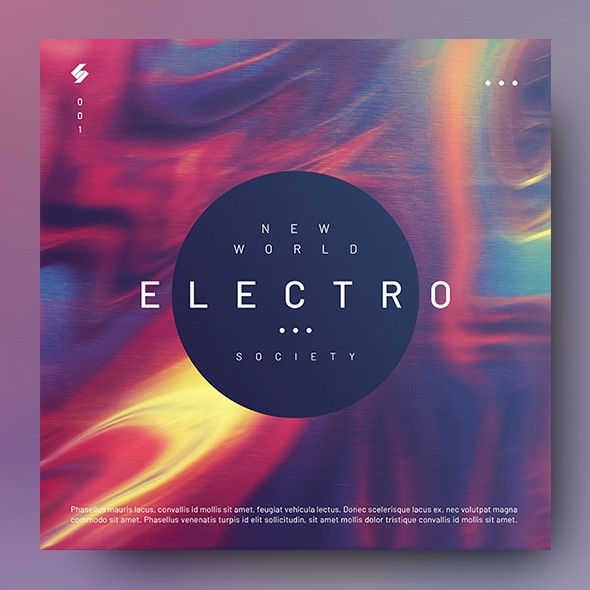 001
NEW
WORLD
ELECTRO
SOCIETY
Phasellus mauris lacus, convallis id mollis sit amet, feugiat vehicula lectus. Donec scelerisque lacus ex, nec volutpat magna
commodo sit amet. Phasellus venenatis turpis id elit sollicitudin, sit amet mollis dolor tristique convallis id mollis sit amet.